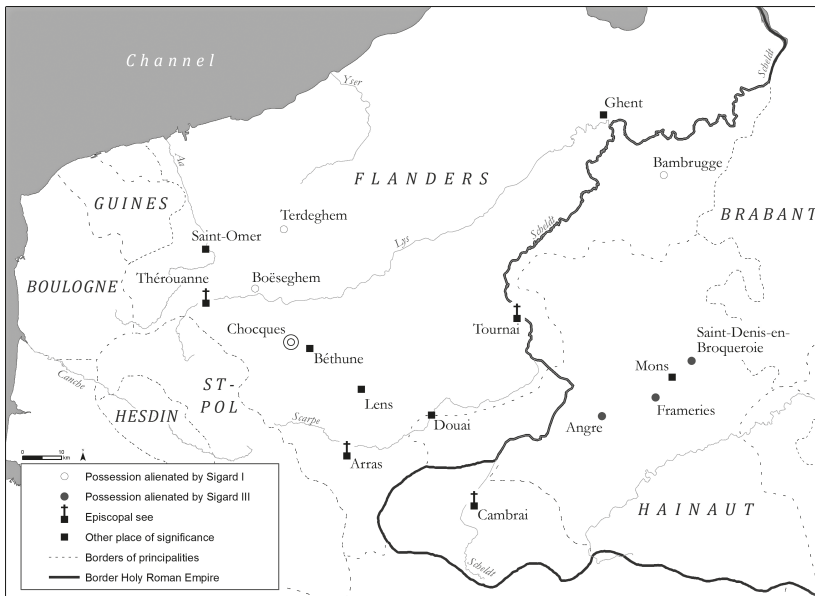 Channel
Yser
Scheldt
Ghent
Aa
FLANDERS
Bambrugge
GUINES
BRABANT
Terdeghem
Saint-Omer
Lys
Scheldt
Thérouanne
Boëseghem
BOULOGNE
Chocques
Tournai
Béthune
Saint-Denis-en-
Broqueroie
Mons
Canche
ST-
POL
Lens
Frameries
HESDIN
Scarpe
Douai
Angre
Arras
0 10
km
Cambrai
HAINAUT
Scheldt
Possession alienated by Sigard I
Possession alienated by Sigard III
Episcopal see
Other place of significance
Borders of principalities
Border Holy Roman Empire